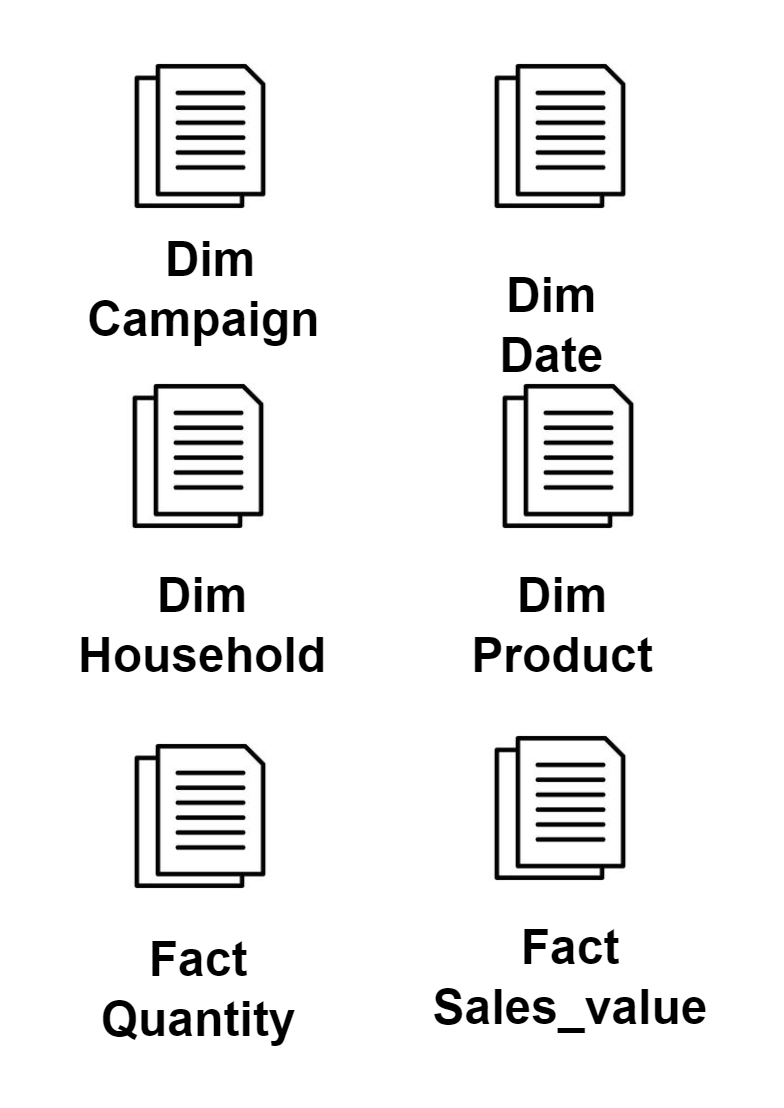 Dim
Campaign
Dim
Date
Dim
Household
Dim
Product
Fact
Quantity
Fact
Sales_value